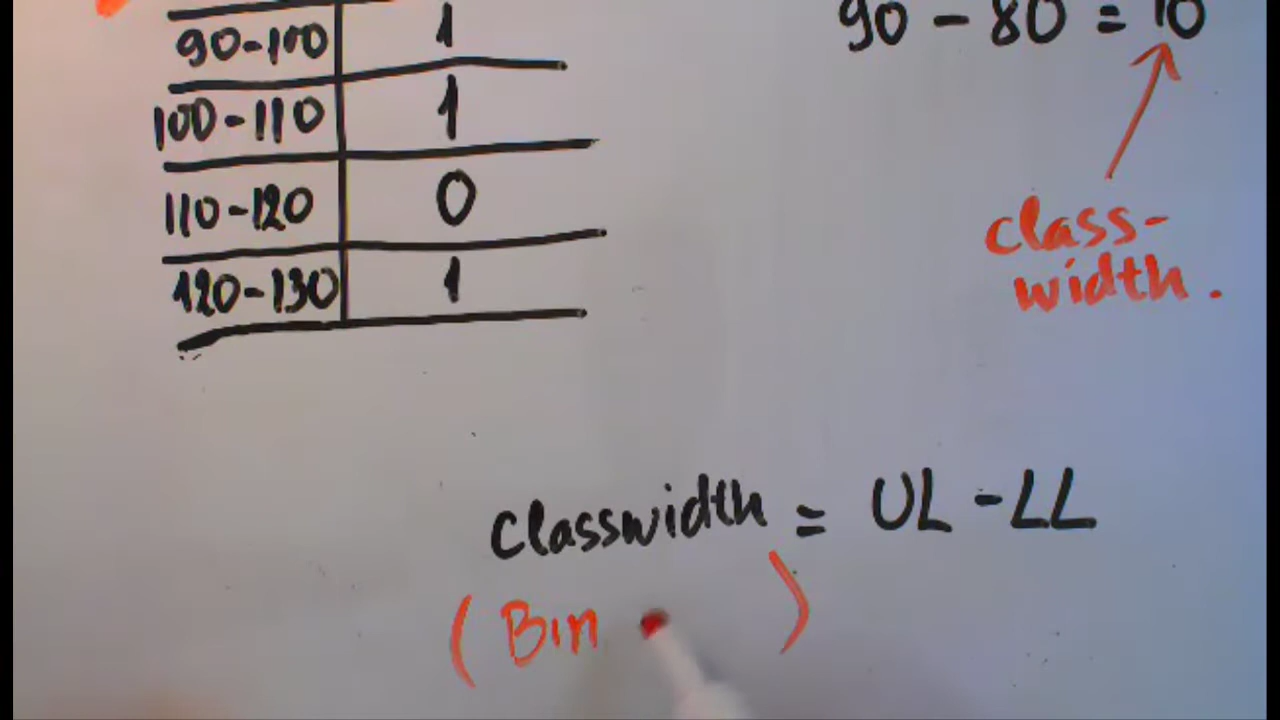 90-100 1
90 - 80 = 10
100-110 1
110-120 0
class-
width.
120-130 1
Classwidth = UL - LL
( Bin )